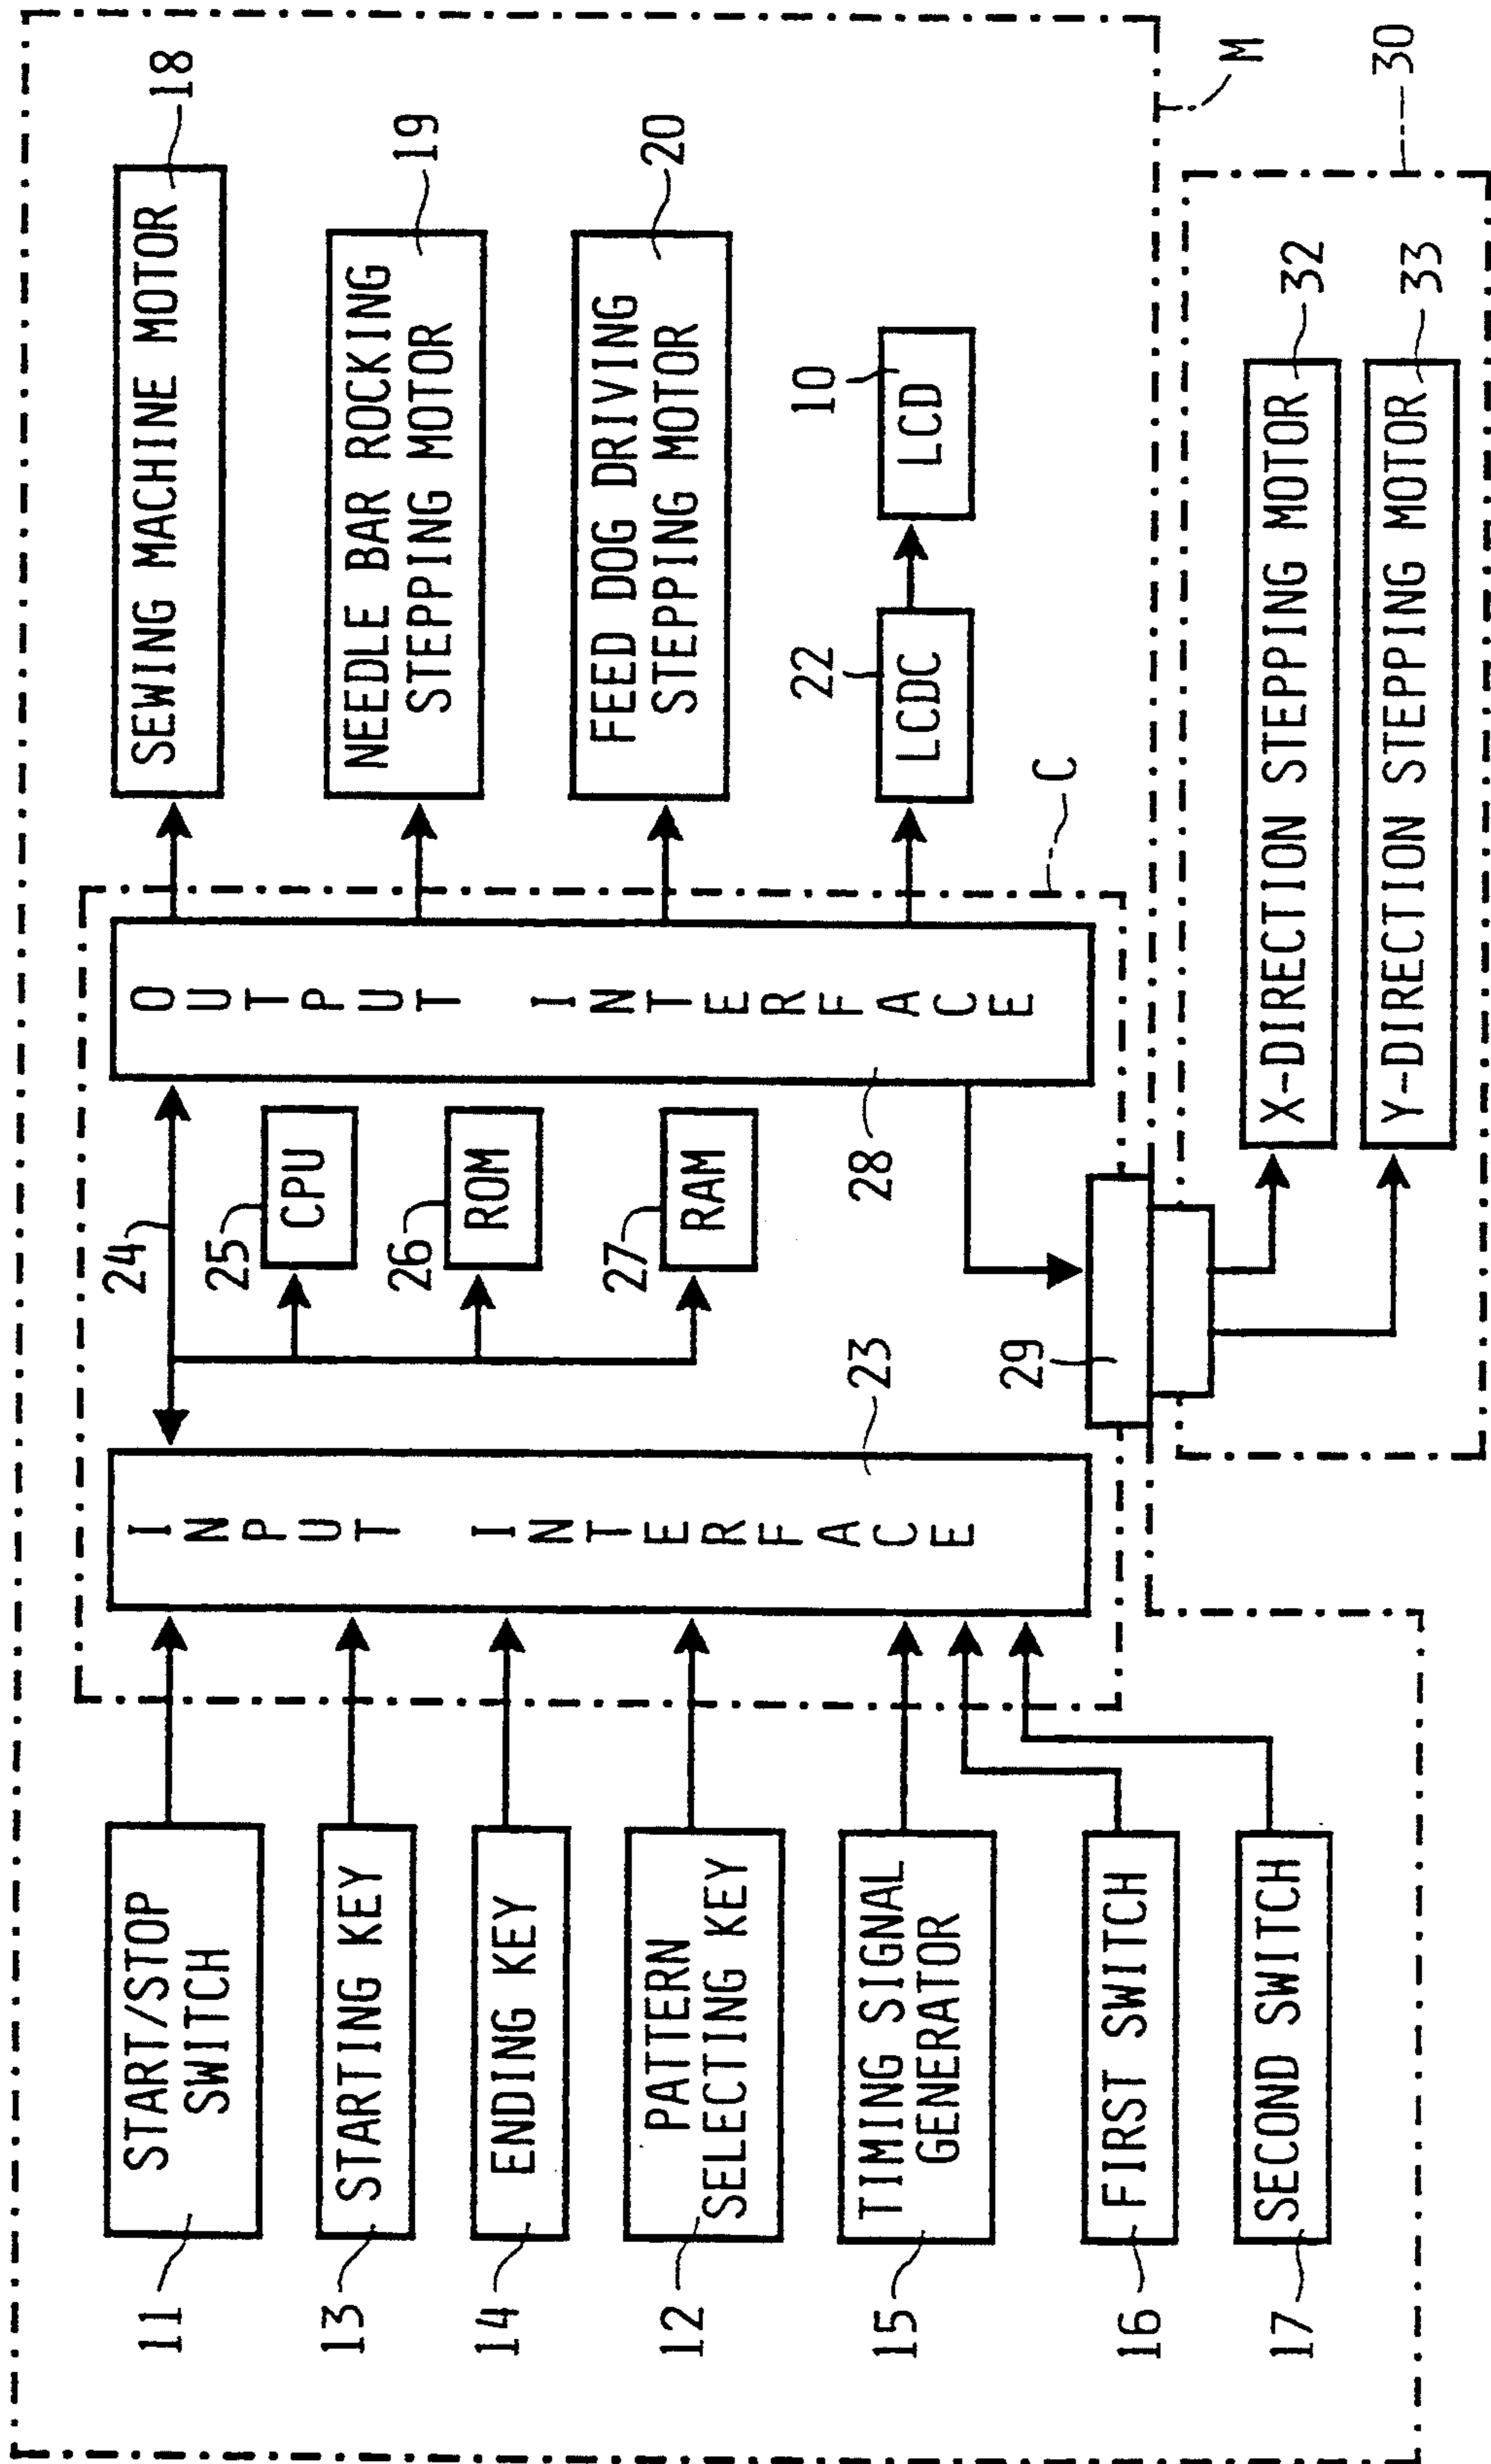 11
START/STOP
SWITCH
13
STARTING KEY
14
ENDING KEY
12
PATTERN
SELECTING KEY
15
TIMING SIGNAL
GENERATOR
16
FIRST SWITCH
17
SECOND SWITCH
INPUT INTERFACE
23
24
25
CPU
26
ROM
27
RAM
28
29
OUTPUT INTERFACE
C
SEWING MACHINE MOTOR
18
NEEDLE BAR ROCKING
STEPPING MOTOR
19
FEED DOG DRIVING
STEPPING MOTOR
20
22
LCDC
10
LCD
M
30
X-DIRECTION STEPPING MOTOR
32
Y-DIRECTION STEPPING MOTOR
33